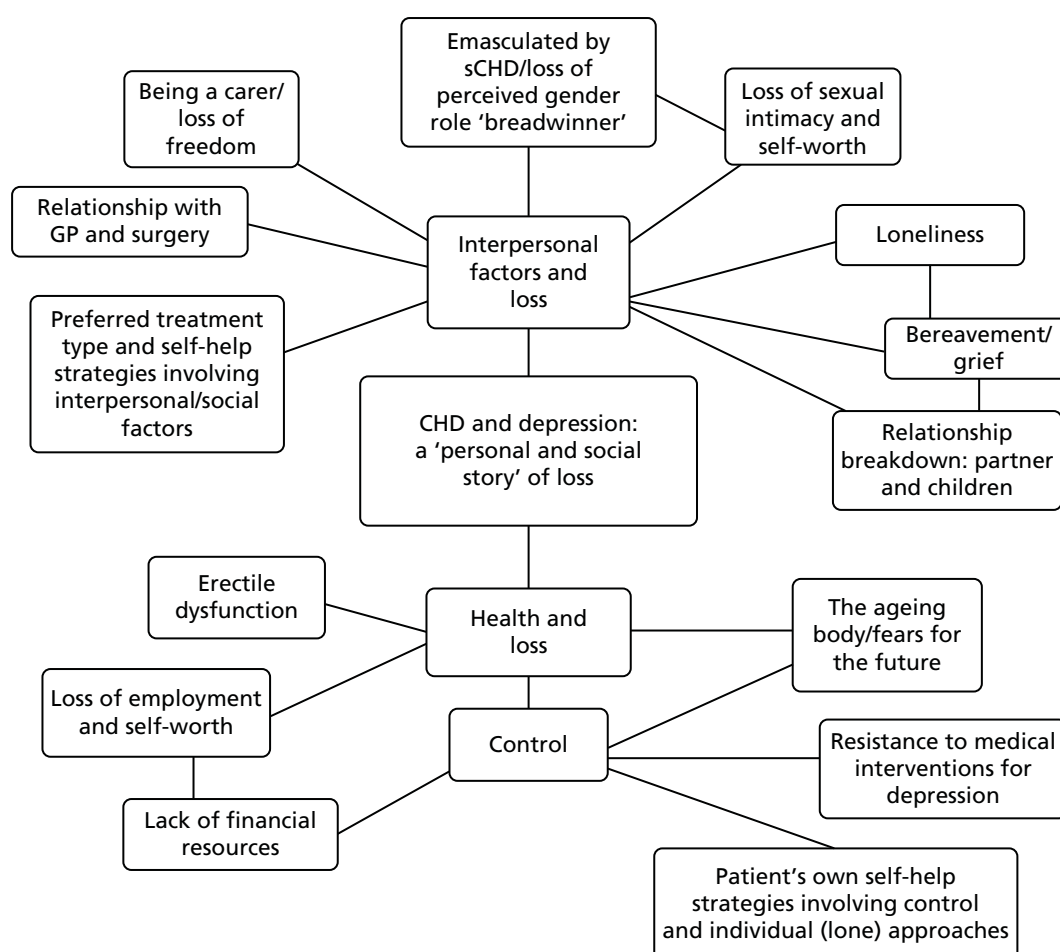 Emasculated by
sCHD/loss of
perceived gender
role ‘breadwinner’
Being a carer/
loss of
freedom
Loss of sexual
intimacy and
self-worth
Relationship with
GP and surgery
Interpersonal
factors and
loss
Loneliness
Preferred treatment
type and self-help
strategies involving
interpersonal/social
factors
Bereavement/
grief
CHD and depression:
a ‘personal and social
story’ of loss
Relationship
breakdown: partner
and children
Erectile
dysfunction
Health and
loss
The ageing
body/fears for
the future
Loss of employment
and self-worth
Control
Resistance to medical
interventions for
depression
Lack of financial
resources
Patient’s own self-help
strategies involving control
and individual (lone) approaches